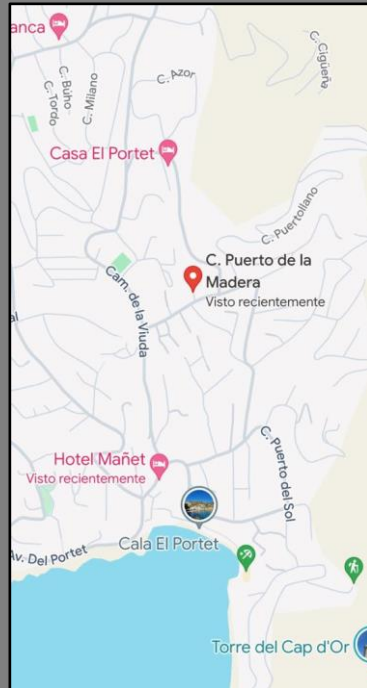 anca
C. Cigüeña
C. Azor
C. Búho
C. Milano
C. Tordo
Casa El Portet
C. Puertollano
C. Puerto de la
Madera
Visto recientemente
Cam. de la Viuda
al
Hotel Mañet
Visto recientemente
C. Puerto del Sol
Cala El Portet
Av. Del Portet
Torre del Cap d'Or